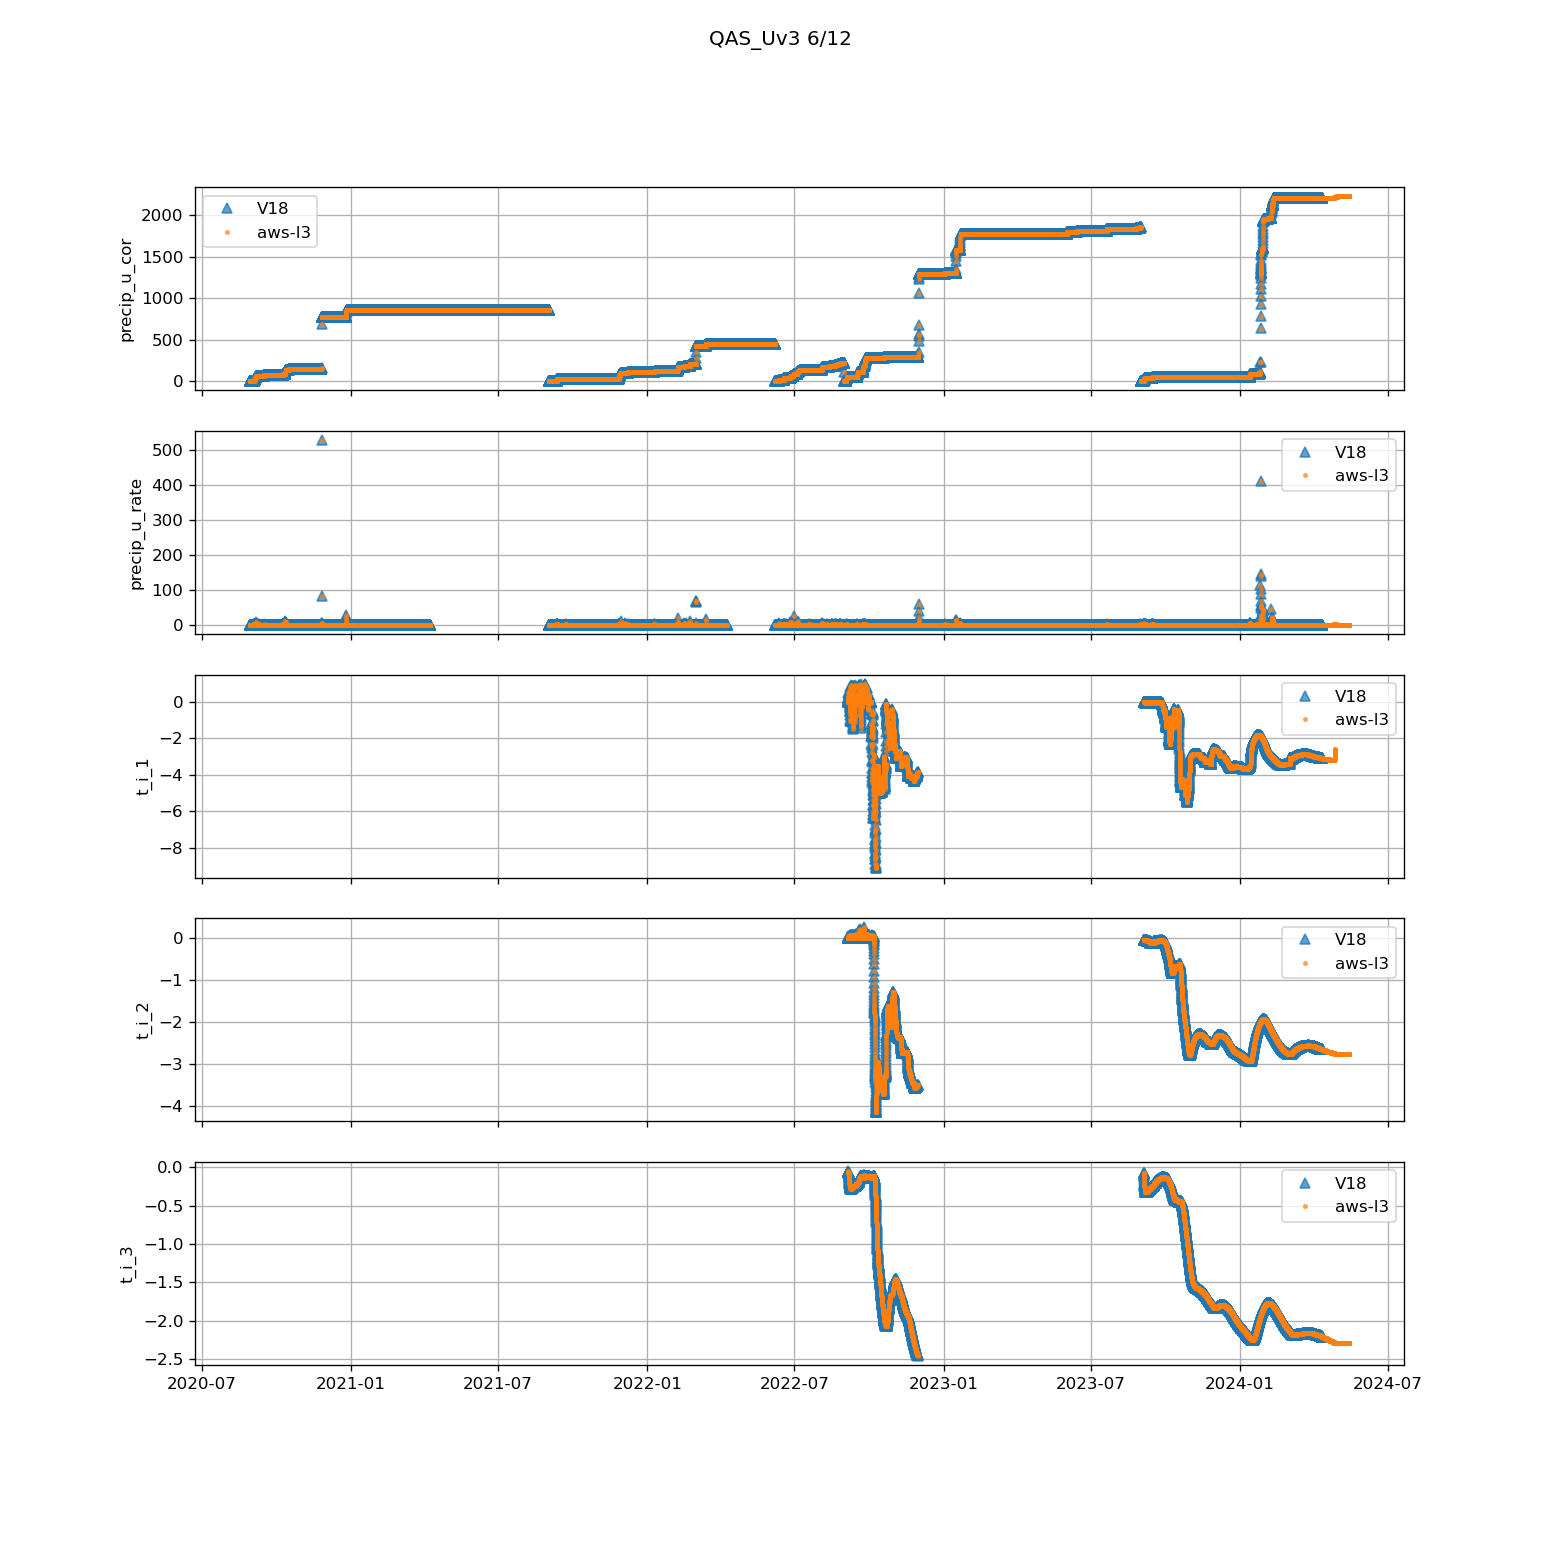 QAS_Uv3 6/12
precip_u_cor
2000
1500
1000
500
0
V18
aws-l3
precip_u_rate
500
400
300
200
100
0
V18
aws-l3
t_i_1
0
−2
−4
−6
−8
V18
aws-l3
t_i_2
0
−1
−2
−3
−4
V18
aws-l3
t_i_3
0.0
−0.5
−1.0
−1.5
−2.0
−2.5
V18
aws-l3
2020-07 2021-01 2021-07 2022-01 2022-07 2023-01 2023-07 2024-01 2024-07